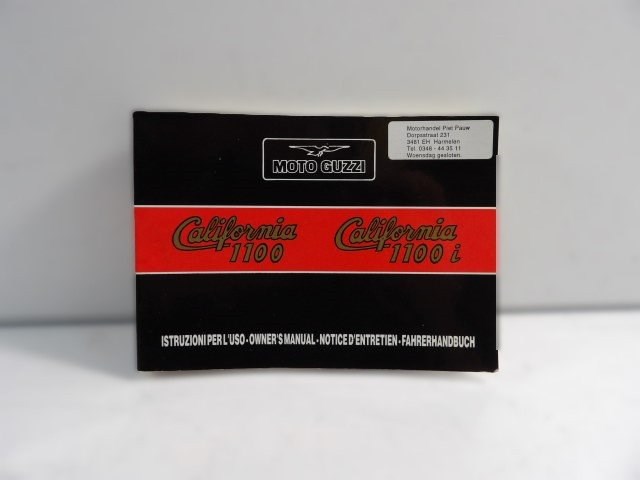 Motorhandel Piet Pauw
Dorpsstraat 231
3481 EH Harmelen
Tel. 0348 - 44 35 11
Woensdag gesloten.
MOTO GUZZI
California
1100
California
1100 i
ISTRUZIONI PER L'USO - OWNER'S MANUAL - NOTICE D'ENTRETIEN - FAHRERHANDBUCH